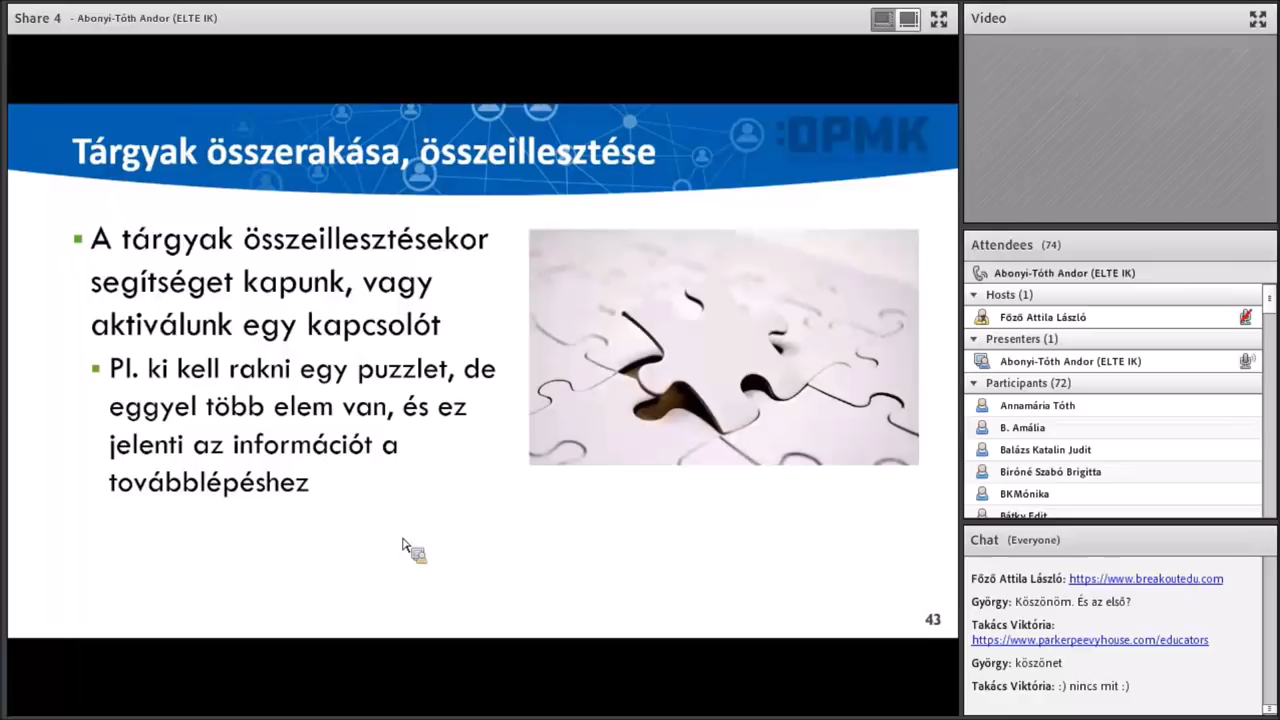 Share 4 - Abonyi-Tóth Andor (ELTE IK)
Tárgyak összerakása, összeillesztése
:OPMK
A tárgyak összeillesztésekor
segítséget kapunk, vagy
aktiválunk egy kapcsolót
Pl. ki kell rakni egy puzzlet, de
eggyel több elem van, és ez
jelenti az információt a
továbblépéshez
43
Video
Attendees (74)
Abonyi-Tóth Andor (ELTE IK)
Hosts (1)
Főző Attila László
Presenters (1)
Abonyi-Tóth Andor (ELTE IK)
Participants (72)
Annamária Tóth
B. Amália
Balázs Katalin Judit
Biróné Szabó Brigitta
BKMónika
Bátky Edit
Chat (Everyone)
Főző Attila László: https://www.breakoutedu.com
György: Köszönöm. És az első?
Takács Viktória:
https://www.parkerpeevyhouse.com/educators
György: köszönet
Takács Viktória: :) nincs mit :)